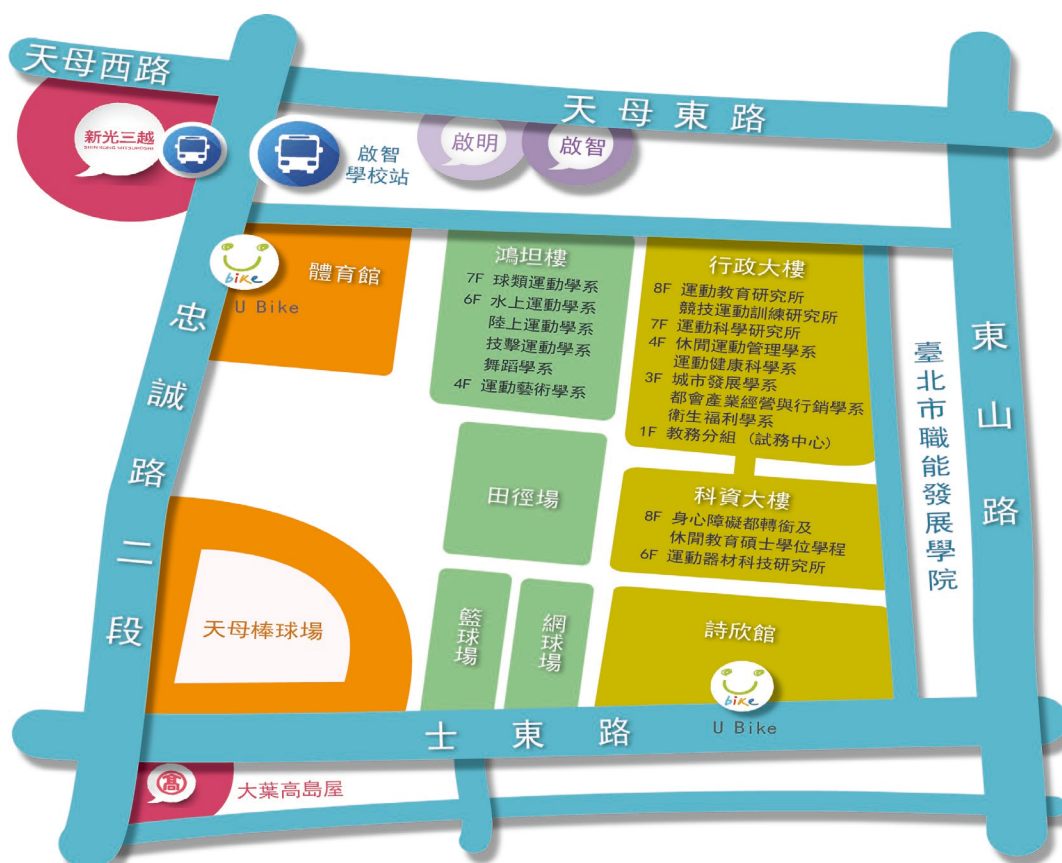 天母西路
天母東路
新光三越
SHIN KONG MITSUKOSHI
啟智
學校站
啟明
啟智
bike
U Bike
體育館
鴻坦樓
7F 球類運動學系
6F 水上運動學系
陸上運動學系
技擊運動學系
舞蹈學系
4F 運動藝術學系
行政大樓
8F 運動教育研究所
競技運動訓練研究所
7F 運動科學研究所
4F 休閒運動管理學系
運動健康科學系
3F 城市發展學系
都會產業經營與行銷學系
衛生福利學系
1F 教務分組（試務中心）
忠誠路二段
東山路
臺北市職能發展學院
田徑場
科資大樓
8F 身心障礙都轉銜及
休閒教育碩士學位學程
6F 運動器材科技研究所
天母棒球場
籃球場
網球場
詩欣館
bike
U Bike
士東路
髙
大葉高島屋